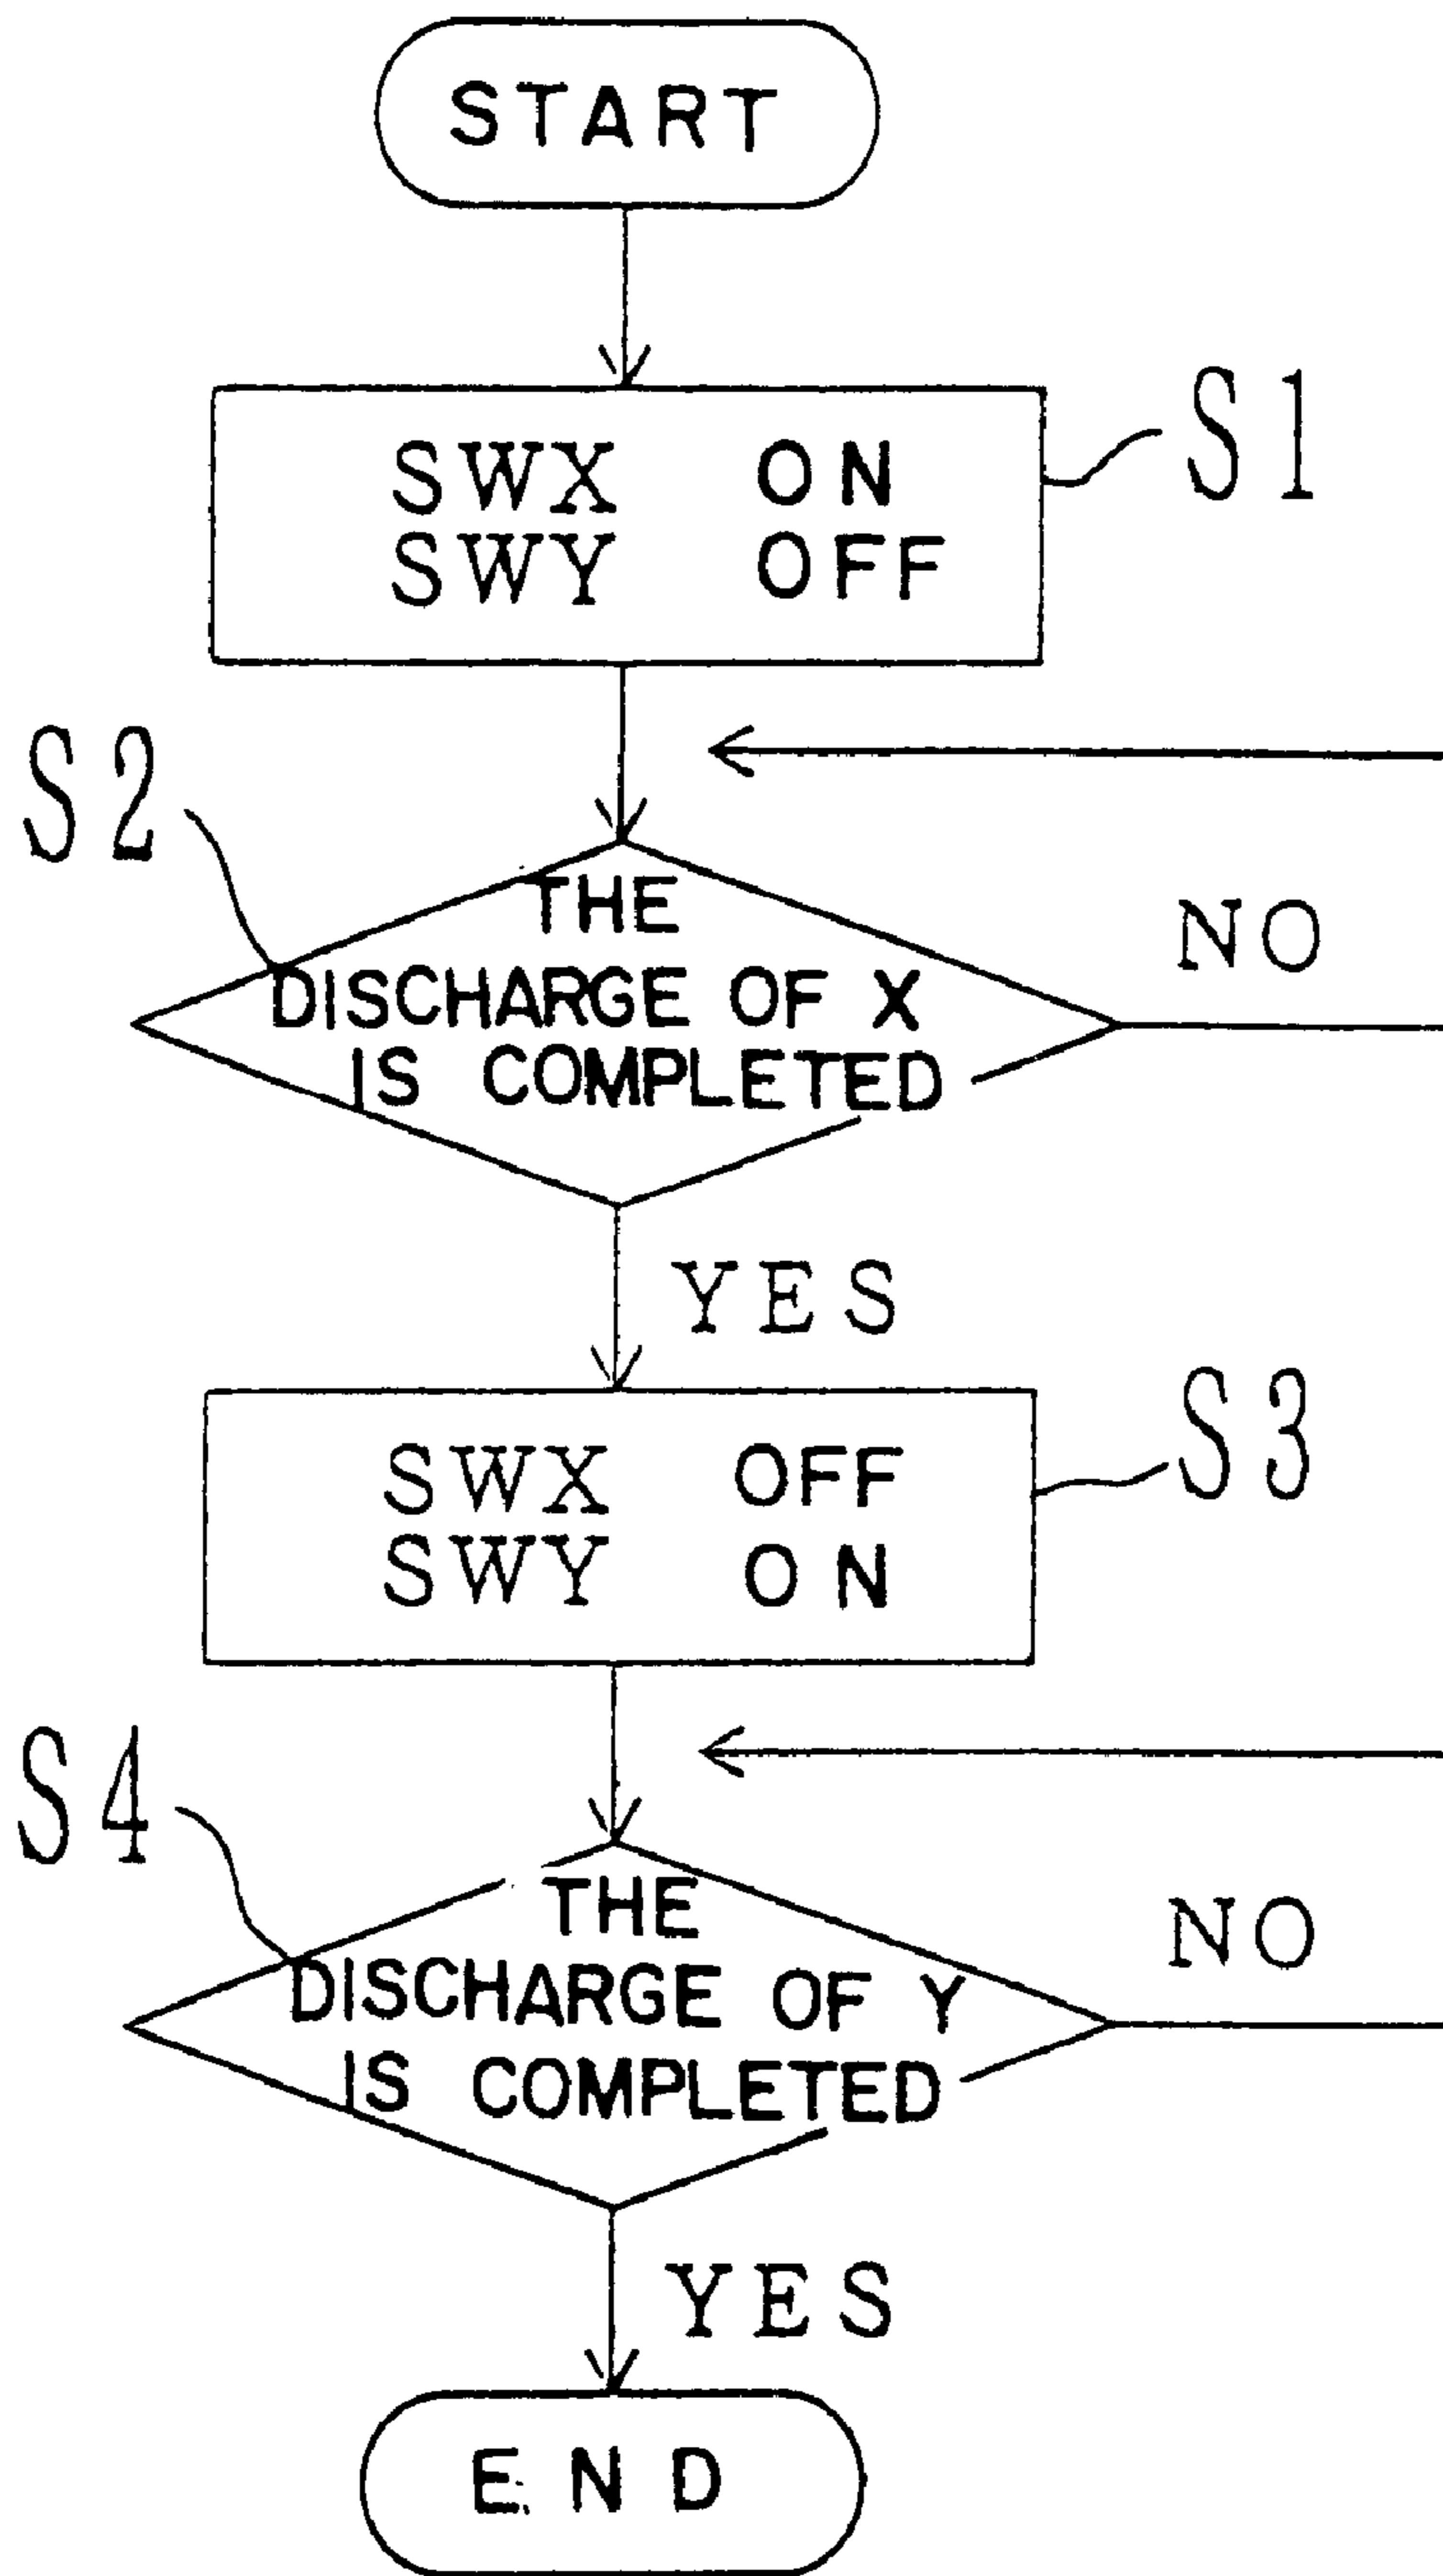 START
SWX ON
SWY OFF
S1
S2
THE
DISCHARGE OF X
IS COMPLETED
NO
YES
SWX OFF
SWY ON
S3
S4
THE
DISCHARGE OF Y
IS COMPLETED
NO
YES
END